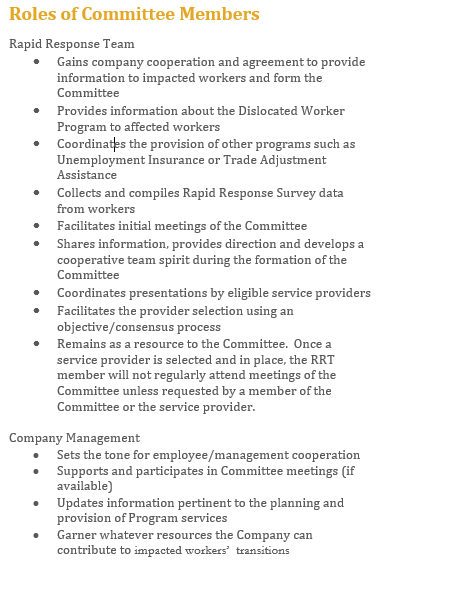 Roles of Committee Members
Rapid Response Team
• Gains company cooperation and agreement to provide
information to impacted workers and form the
Committee
• Provides information about the Dislocated Worker
Program to affected workers
• Coordinates the provision of other programs such as
Unemployment Insurance or Trade Adjustment
Assistance
• Collects and compiles Rapid Response Survey data
from workers
• Facilitates initial meetings of the Committee
• Shares information, provides direction and develops a
cooperative team spirit during the formation of the
Committee
• Coordinates presentations by eligible service providers
• Facilitates the provider selection using an
objective/consensus process
• Remains as a resource to the Committee.  Once a
service provider is selected and in place, the RRT
member will not regularly attend meetings of the
Committee unless requested by a member of the
Committee or the service provider.
Company Management
• Sets the tone for employee/management cooperation
• Supports and participates in Committee meetings (if
available)
• Updates information pertinent to the planning and
provision of Program services
• Garner whatever resources the Company can
contribute to impacted workers’  transitions